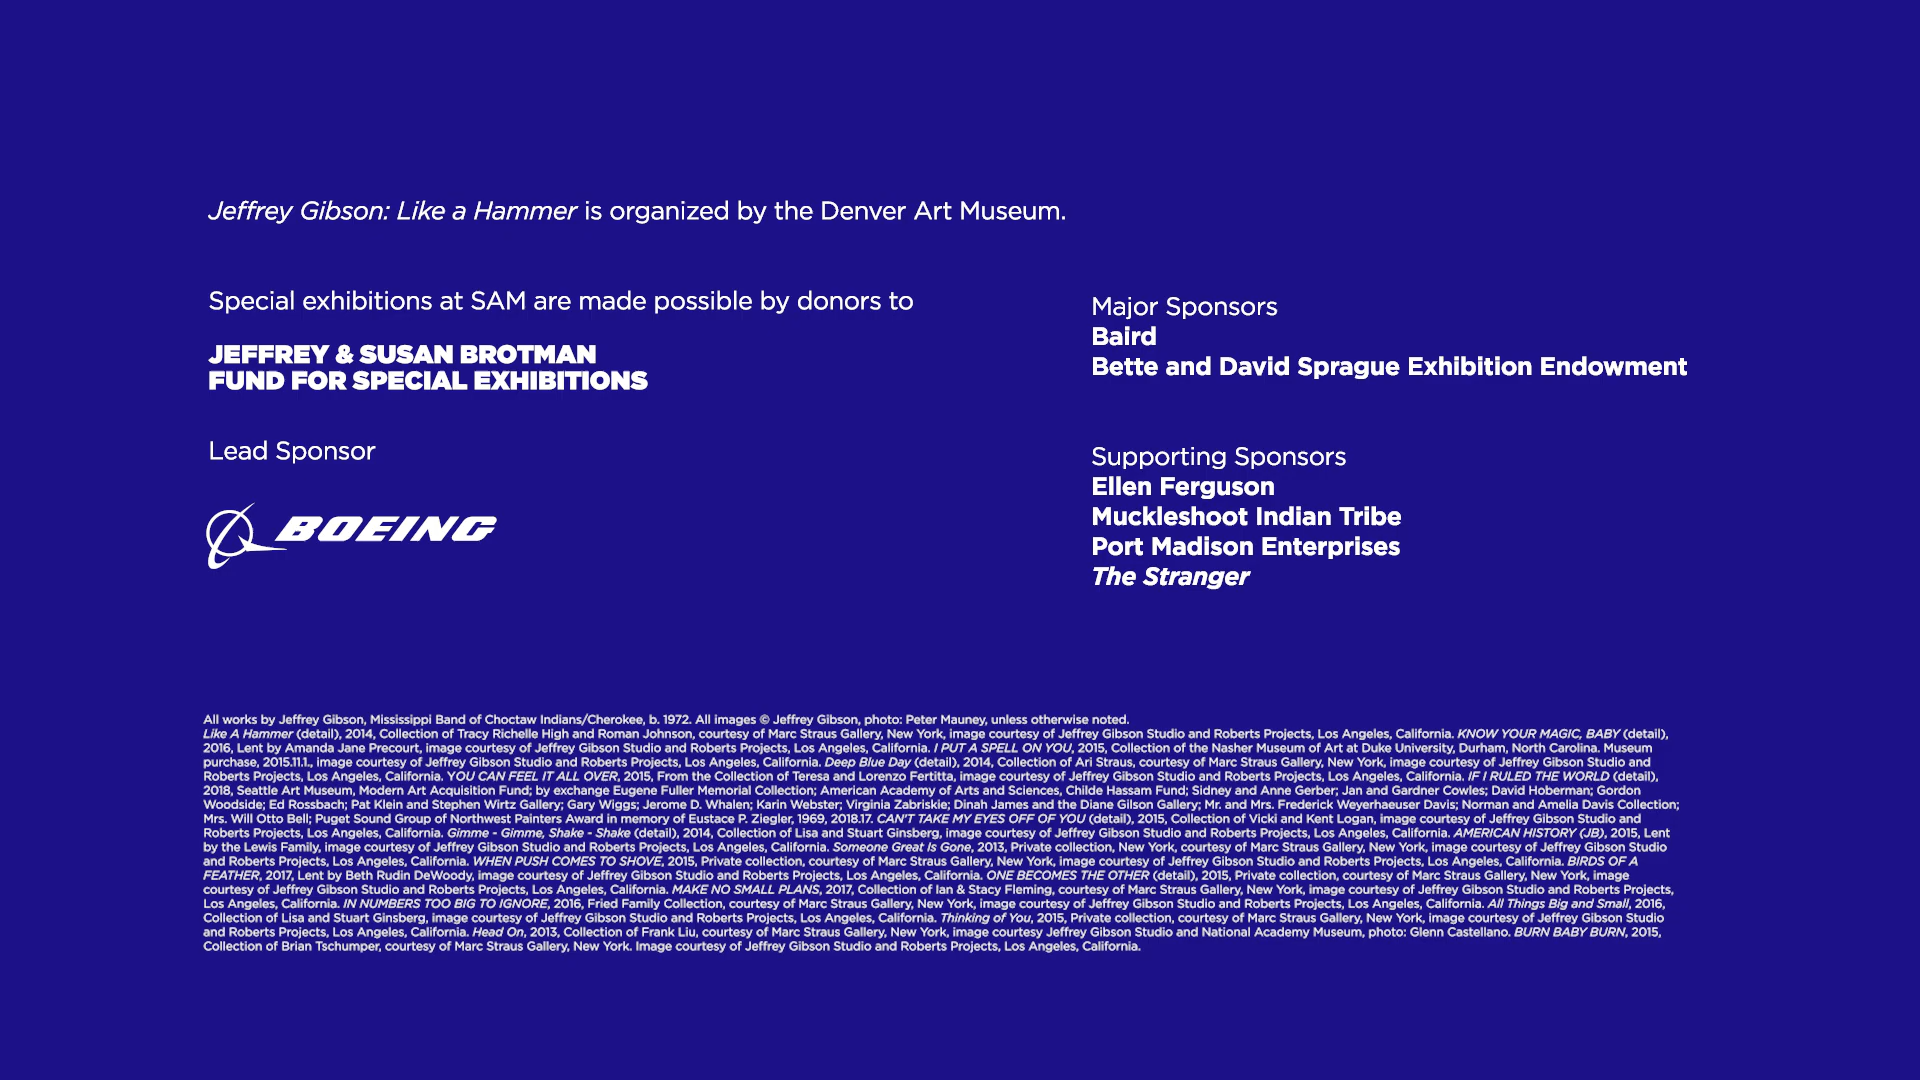 Jeffrey Gibson: Like a Hammer is organized by the Denver Art Museum.
Special exhibitions at SAM are made possible by donors to
JEFFREY & SUSAN BROTMAN
FUND FOR SPECIAL EXHIBITIONS
Lead Sponsor
BOEING
Major Sponsors
Baird
Bette and David Sprague Exhibition Endowment
Supporting Sponsors
Ellen Ferguson
Muckleshoot Indian Tribe
Port Madison Enterprises
The Stranger
All works by Jeffrey Gibson, Mississippi Band of Choctaw Indians/Cherokee, b. 1972. All images © Jeffrey Gibson, photo: Peter Mauney, unless otherwise noted.
Like A Hammer (detail), 2014, Collection of Tracy Richelle High and Roman Johnson, courtesy of Marc Straus Gallery, New York, image courtesy of Jeffrey Gibson Studio and Roberts Projects, Los Angeles, California. KNOW YOUR MAGIC, BABY (detail),
2016, Lent by Amanda Jane Precourt, image courtesy of Jeffrey Gibson Studio and Roberts Projects, Los Angeles, California. I PUT A SPELL ON YOU, 2015, Collection of the Nasher Museum of Art at Duke University, Durham, North Carolina. Museum
purchase, 2015.11.1., image courtesy of Jeffrey Gibson Studio and Roberts Projects, Los Angeles, California. Deep Blue Day (detail), 2014, Collection of Ari Straus, courtesy of Marc Straus Gallery, New York, image courtesy of Jeffrey Gibson Studio and
Roberts Projects, Los Angeles, California. YOU CAN FEEL IT ALL OVER, 2015, From the Collection of Teresa and Lorenzo Fertitta, image courtesy of Jeffrey Gibson Studio and Roberts Projects, Los Angeles, California. IF I RULED THE WORLD (detail),
2018, Seattle Art Museum, Modern Art Acquisition Fund; by exchange Eugene Fuller Memorial Collection; American Academy of Arts and Sciences, Childe Hassam Fund; Sidney and Anne Gerber; Jan and Gardner Cowles; David Hoberman; Gordon
Woodside; Ed Rossbach; Pat Klein and Stephen Wirtz Gallery; Gary Wiggs; Jerome D. Whalen; Karin Webster; Virginia Zabriskie; Dinah James and the Diane Gilson Gallery; Mr. and Mrs. Frederick Weyerhaeuser Davis; Norman and Amelia Davis Collection;
Mrs. Will Otto Bell; Puget Sound Group of Northwest Painters Award in memory of Eustace P. Ziegler, 1969, 2018.17. CAN'T TAKE MY EYES OFF OF YOU (detail), 2015, Collection of Vicki and Kent Logan, image courtesy of Jeffrey Gibson Studio and
Roberts Projects, Los Angeles, California. Gimme - Gimme, Shake - Shake (detail), 2014, Collection of Lisa and Stuart Ginsberg, image courtesy of Jeffrey Gibson Studio and Roberts Projects, Los Angeles, California. AMERICAN HISTORY (JB), 2015, Lent
by the Lewis Family, image courtesy of Jeffrey Gibson Studio and Roberts Projects, Los Angeles, California. Someone Great Is Gone, 2013, Private collection, New York, courtesy of Marc Straus Gallery, New York, image courtesy of Jeffrey Gibson Studio
and Roberts Projects, Los Angeles, California. WHEN PUSH COMES TO SHOVE, 2015, Private collection, courtesy of Marc Straus Gallery, New York, image courtesy of Jeffrey Gibson Studio and Roberts Projects, Los Angeles, California. BIRDS OF A
FEATHER, 2017, Lent by Beth Rudin DeWoody, image courtesy of Jeffrey Gibson Studio and Roberts Projects, Los Angeles, California. ONE BECOMES THE OTHER (detail), 2015, Private collection, courtesy of Marc Straus Gallery, New York, image
courtesy of Jeffrey Gibson Studio and Roberts Projects, Los Angeles, California. MAKE NO SMALL PLANS, 2017, Collection of Ian & Stacy Fleming, courtesy of Marc Straus Gallery, New York, image courtesy of Jeffrey Gibson Studio and Roberts Projects,
Los Angeles, California. IN NUMBERS TOO BIG TO IGNORE, 2016, Fried Family Collection, courtesy of Marc Straus Gallery, New York, image courtesy of Jeffrey Gibson Studio and Roberts Projects, Los Angeles, California. All Things Big and Small, 2016,
Collection of Lisa and Stuart Ginsberg, image courtesy of Jeffrey Gibson Studio and Roberts Projects, Los Angeles, California. Thinking of You, 2015, Private collection, courtesy of Marc Straus Gallery, New York, image courtesy of Jeffrey Gibson Studio
and Roberts Projects, Los Angeles, California. Head On, 2013, Collection of Frank Liu, courtesy of Marc Straus Gallery, New York, image courtesy Jeffrey Gibson Studio and National Academy Museum, photo: Glenn Castellano. BURN BABY BURN, 2015,
Collection of Brian Tschumper, courtesy of Marc Straus Gallery, New York. Image courtesy of Jeffrey Gibson Studio and Roberts Projects, Los Angeles, California.